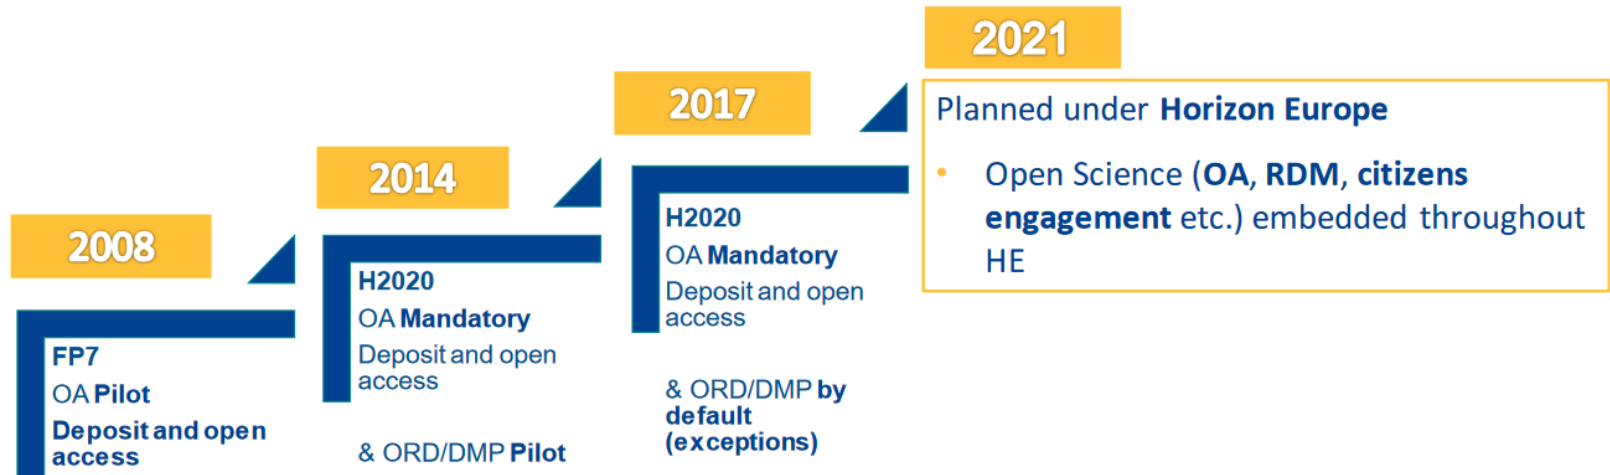 2008
FP7
OA Pilot
Deposit and open
access
2014
H2020
OA Mandatory
Deposit and open
access
& ORD/DMP Pilot
2017
H2020
OA Mandatory
Deposit and open
access
& ORD/DMP by
default
(exceptions)
2021
Planned under Horizon Europe
• Open Science (OA, RDM, citizens
engagement etc.) embedded throughout
HE